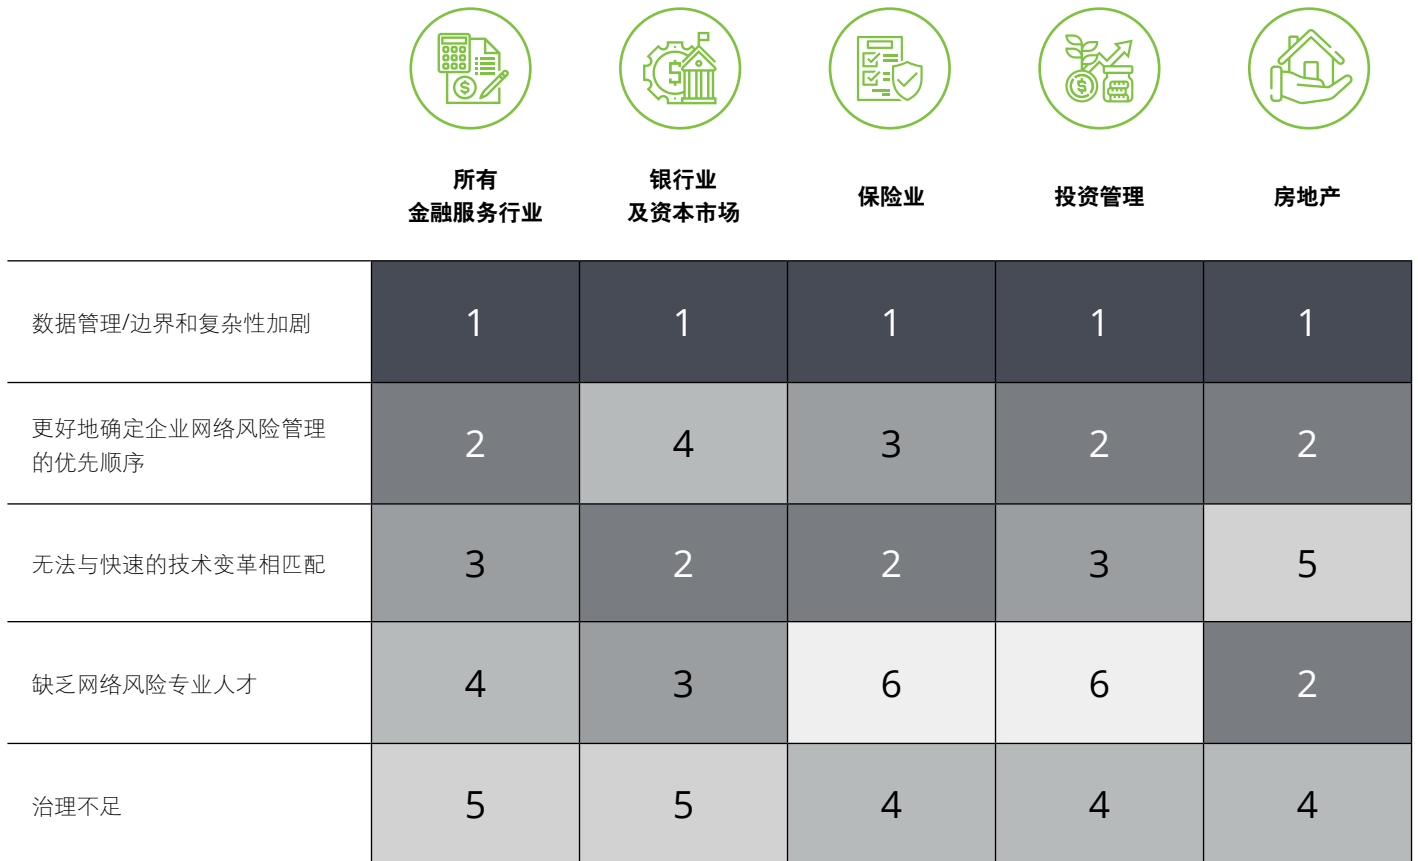 所有
金融服务行业
银行业
及资本市场
保险业
投资管理
房地产
数据管理/边界和复杂性加剧
1 1 1 1 1
更好地确定企业网络风险管理
的优先顺序
2 4 3 2 2
无法与快速的技术变革相匹配
3 2 2 3 5
缺乏网络风险专业人才
4 3 6 6 2
治理不足
5 5 4 4 4